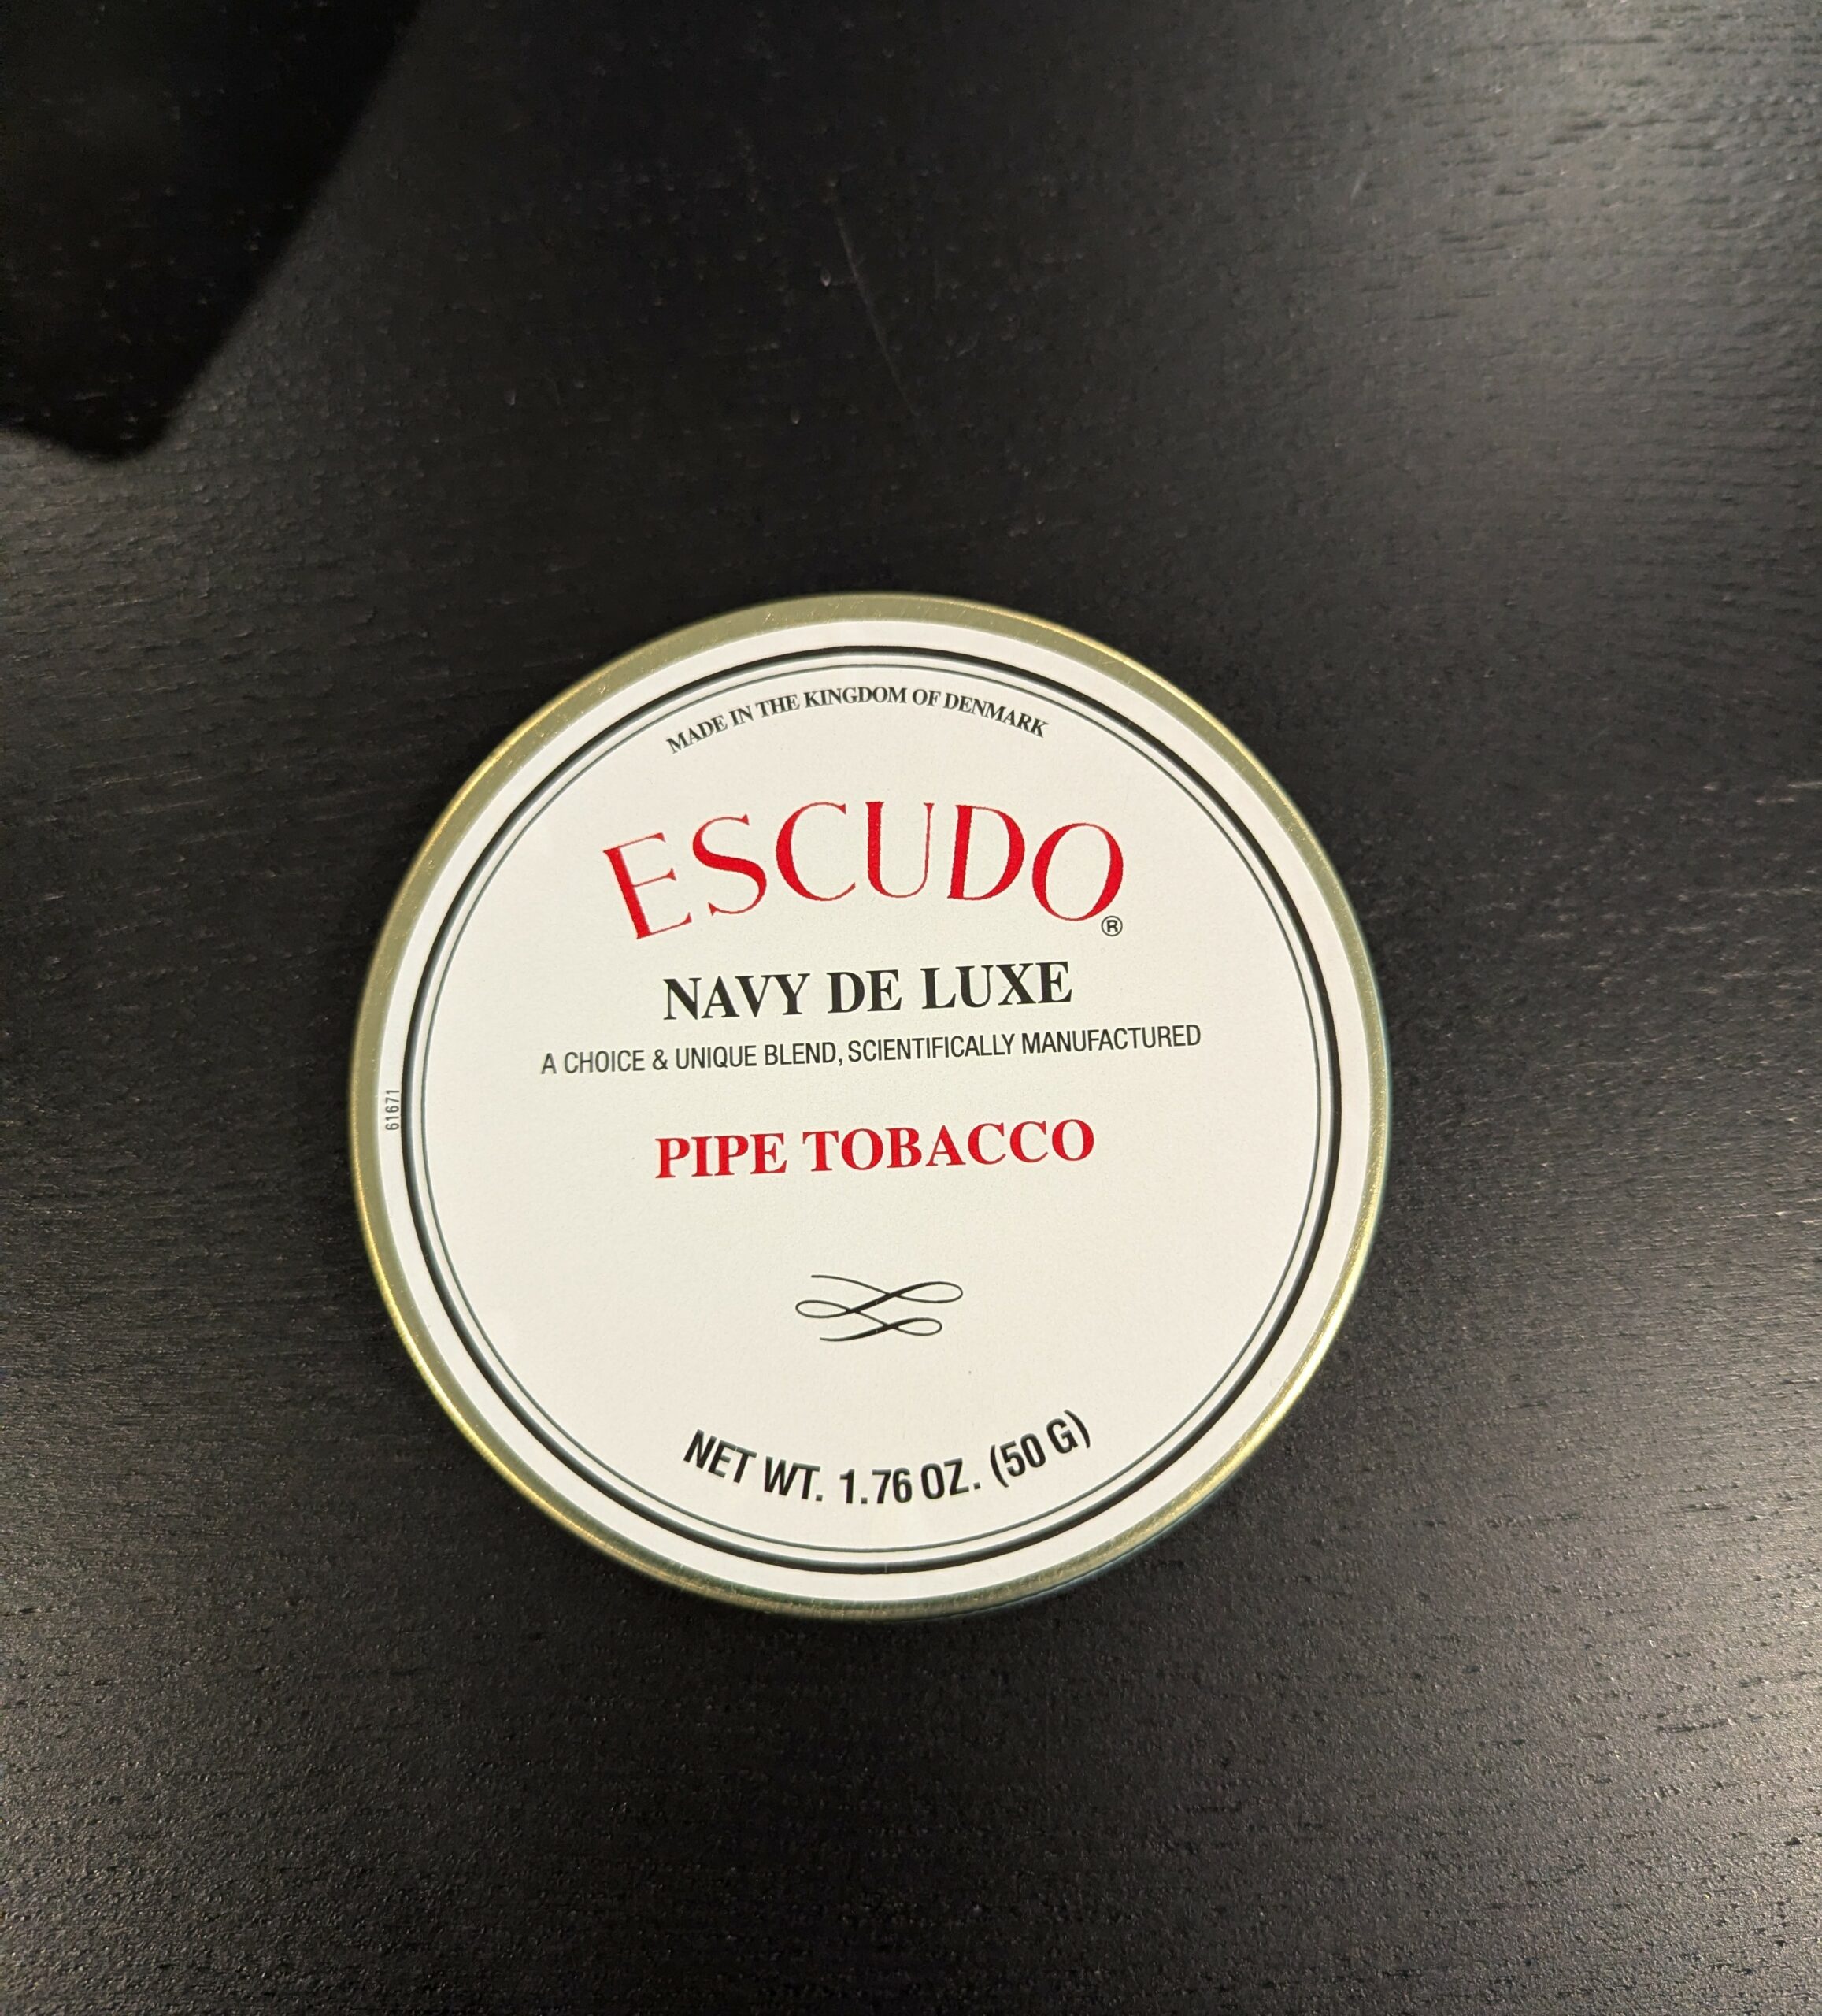 MADE IN THE KINGDOM OF DENMARK
ESCUDO®
NAVY DE LUXE
A CHOICE & UNIQUE BLEND, SCIENTIFICALLY MANUFACTURED
61671
PIPE TOBACCO
NET WT. 1.76 OZ. (50 G)